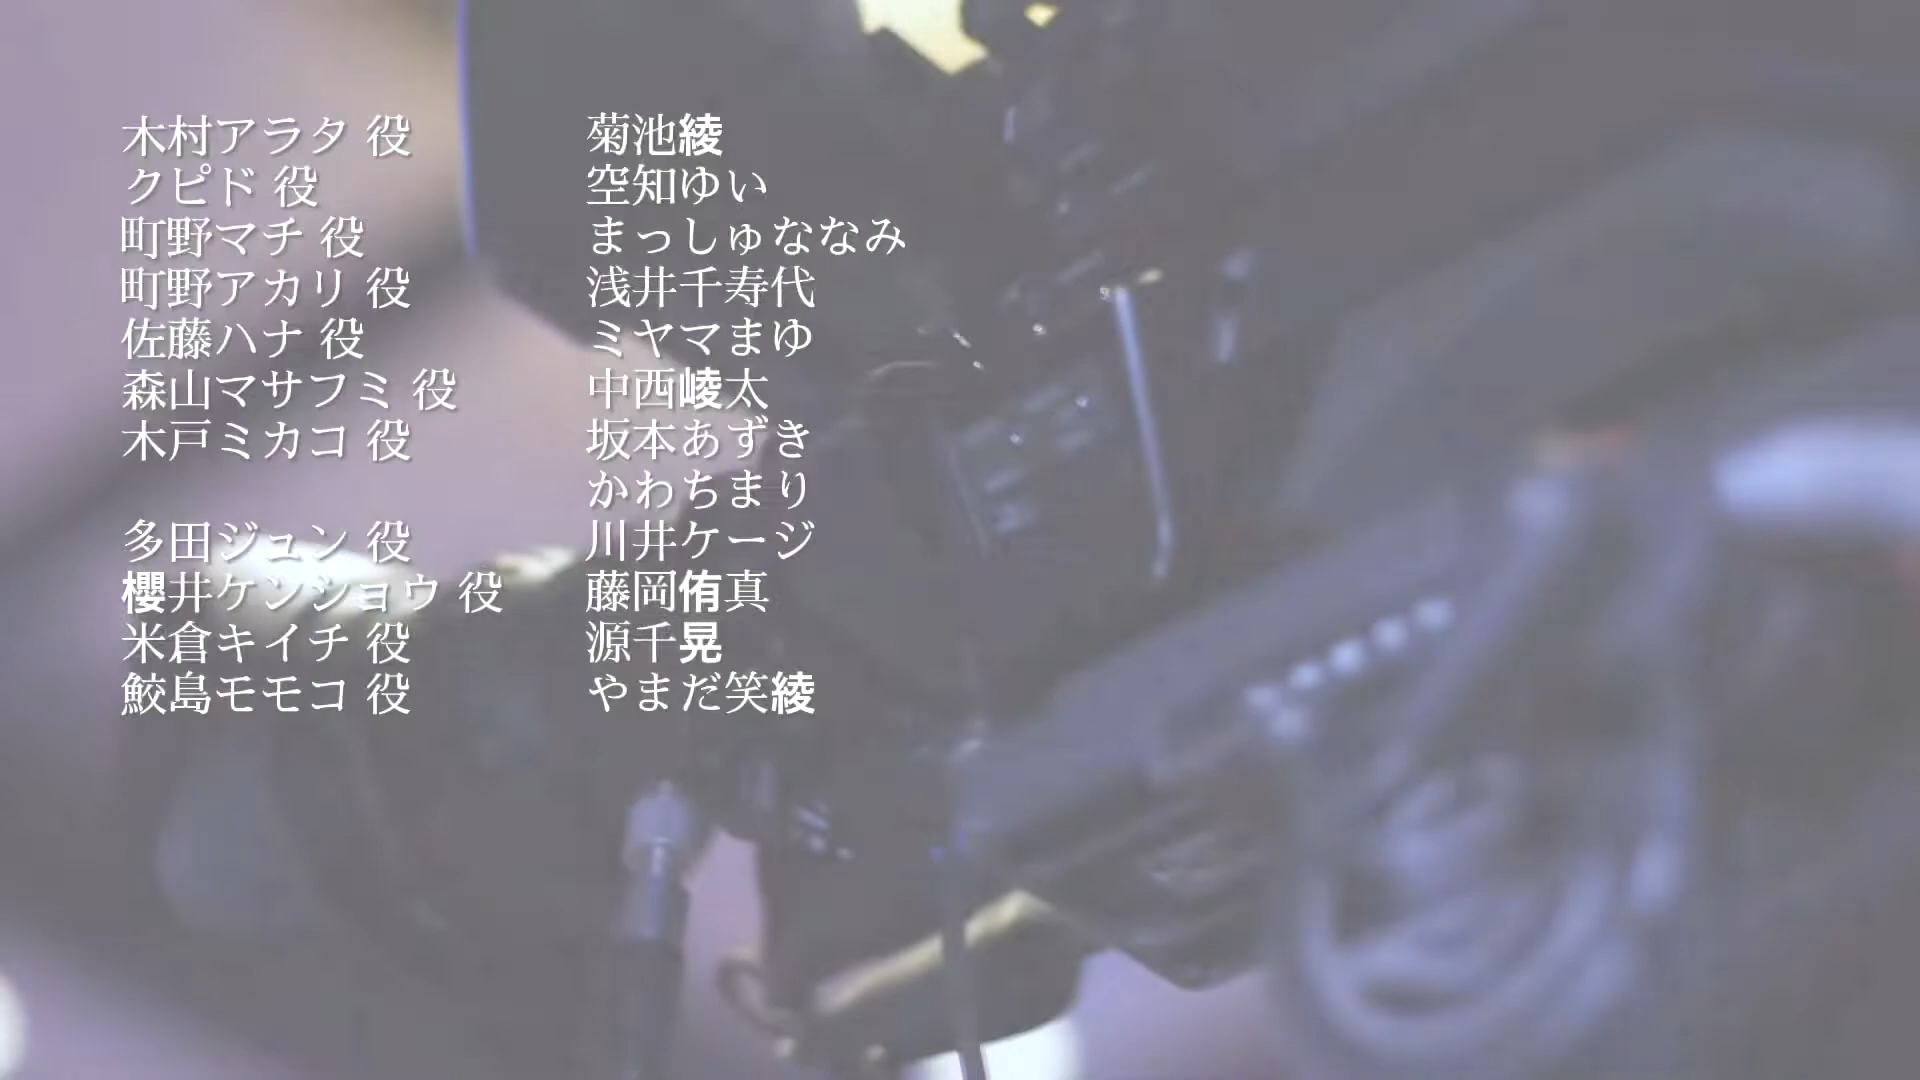 木村アラタ 役 菊池綾
クピド 役 空知ゆい
町野マチ 役 まっしゅななみ
町野アカリ 役 浅井千寿代
佐藤ハナ 役 ミヤマまゆ
森山マサフミ 役 中西崚太
木戸ミカコ 役 坂本あずき
かわちまり
多田ジュン 役 川井ケージ
櫻井ケンショウ 役 藤岡侑真
米倉キイチ 役 源千晃
鮫島モモコ 役 やまだ笑綾